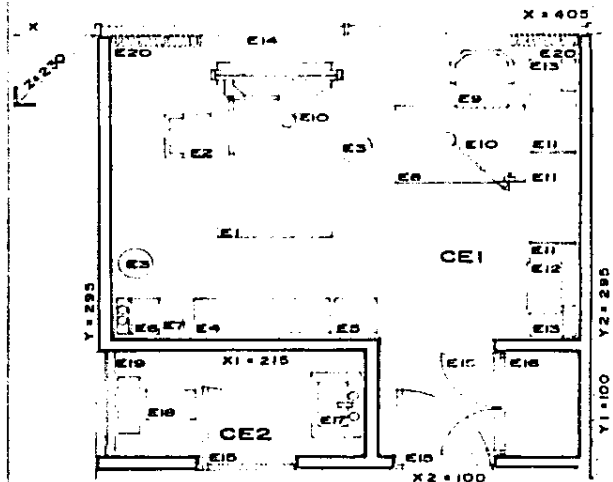 X = 405
X
E14
E20
E20
E13
Z=230
E9
E10
E10
E2
E3
E11
E8
E11
E1
E11
CE1
E3
E12
Y = 295
Y2 = 295
E6
E7
E4
E5
E13
E19
X1 = 215
E15
E16
E18
E17
CE2
Y1 = 100
E15
E15
X2 = 100